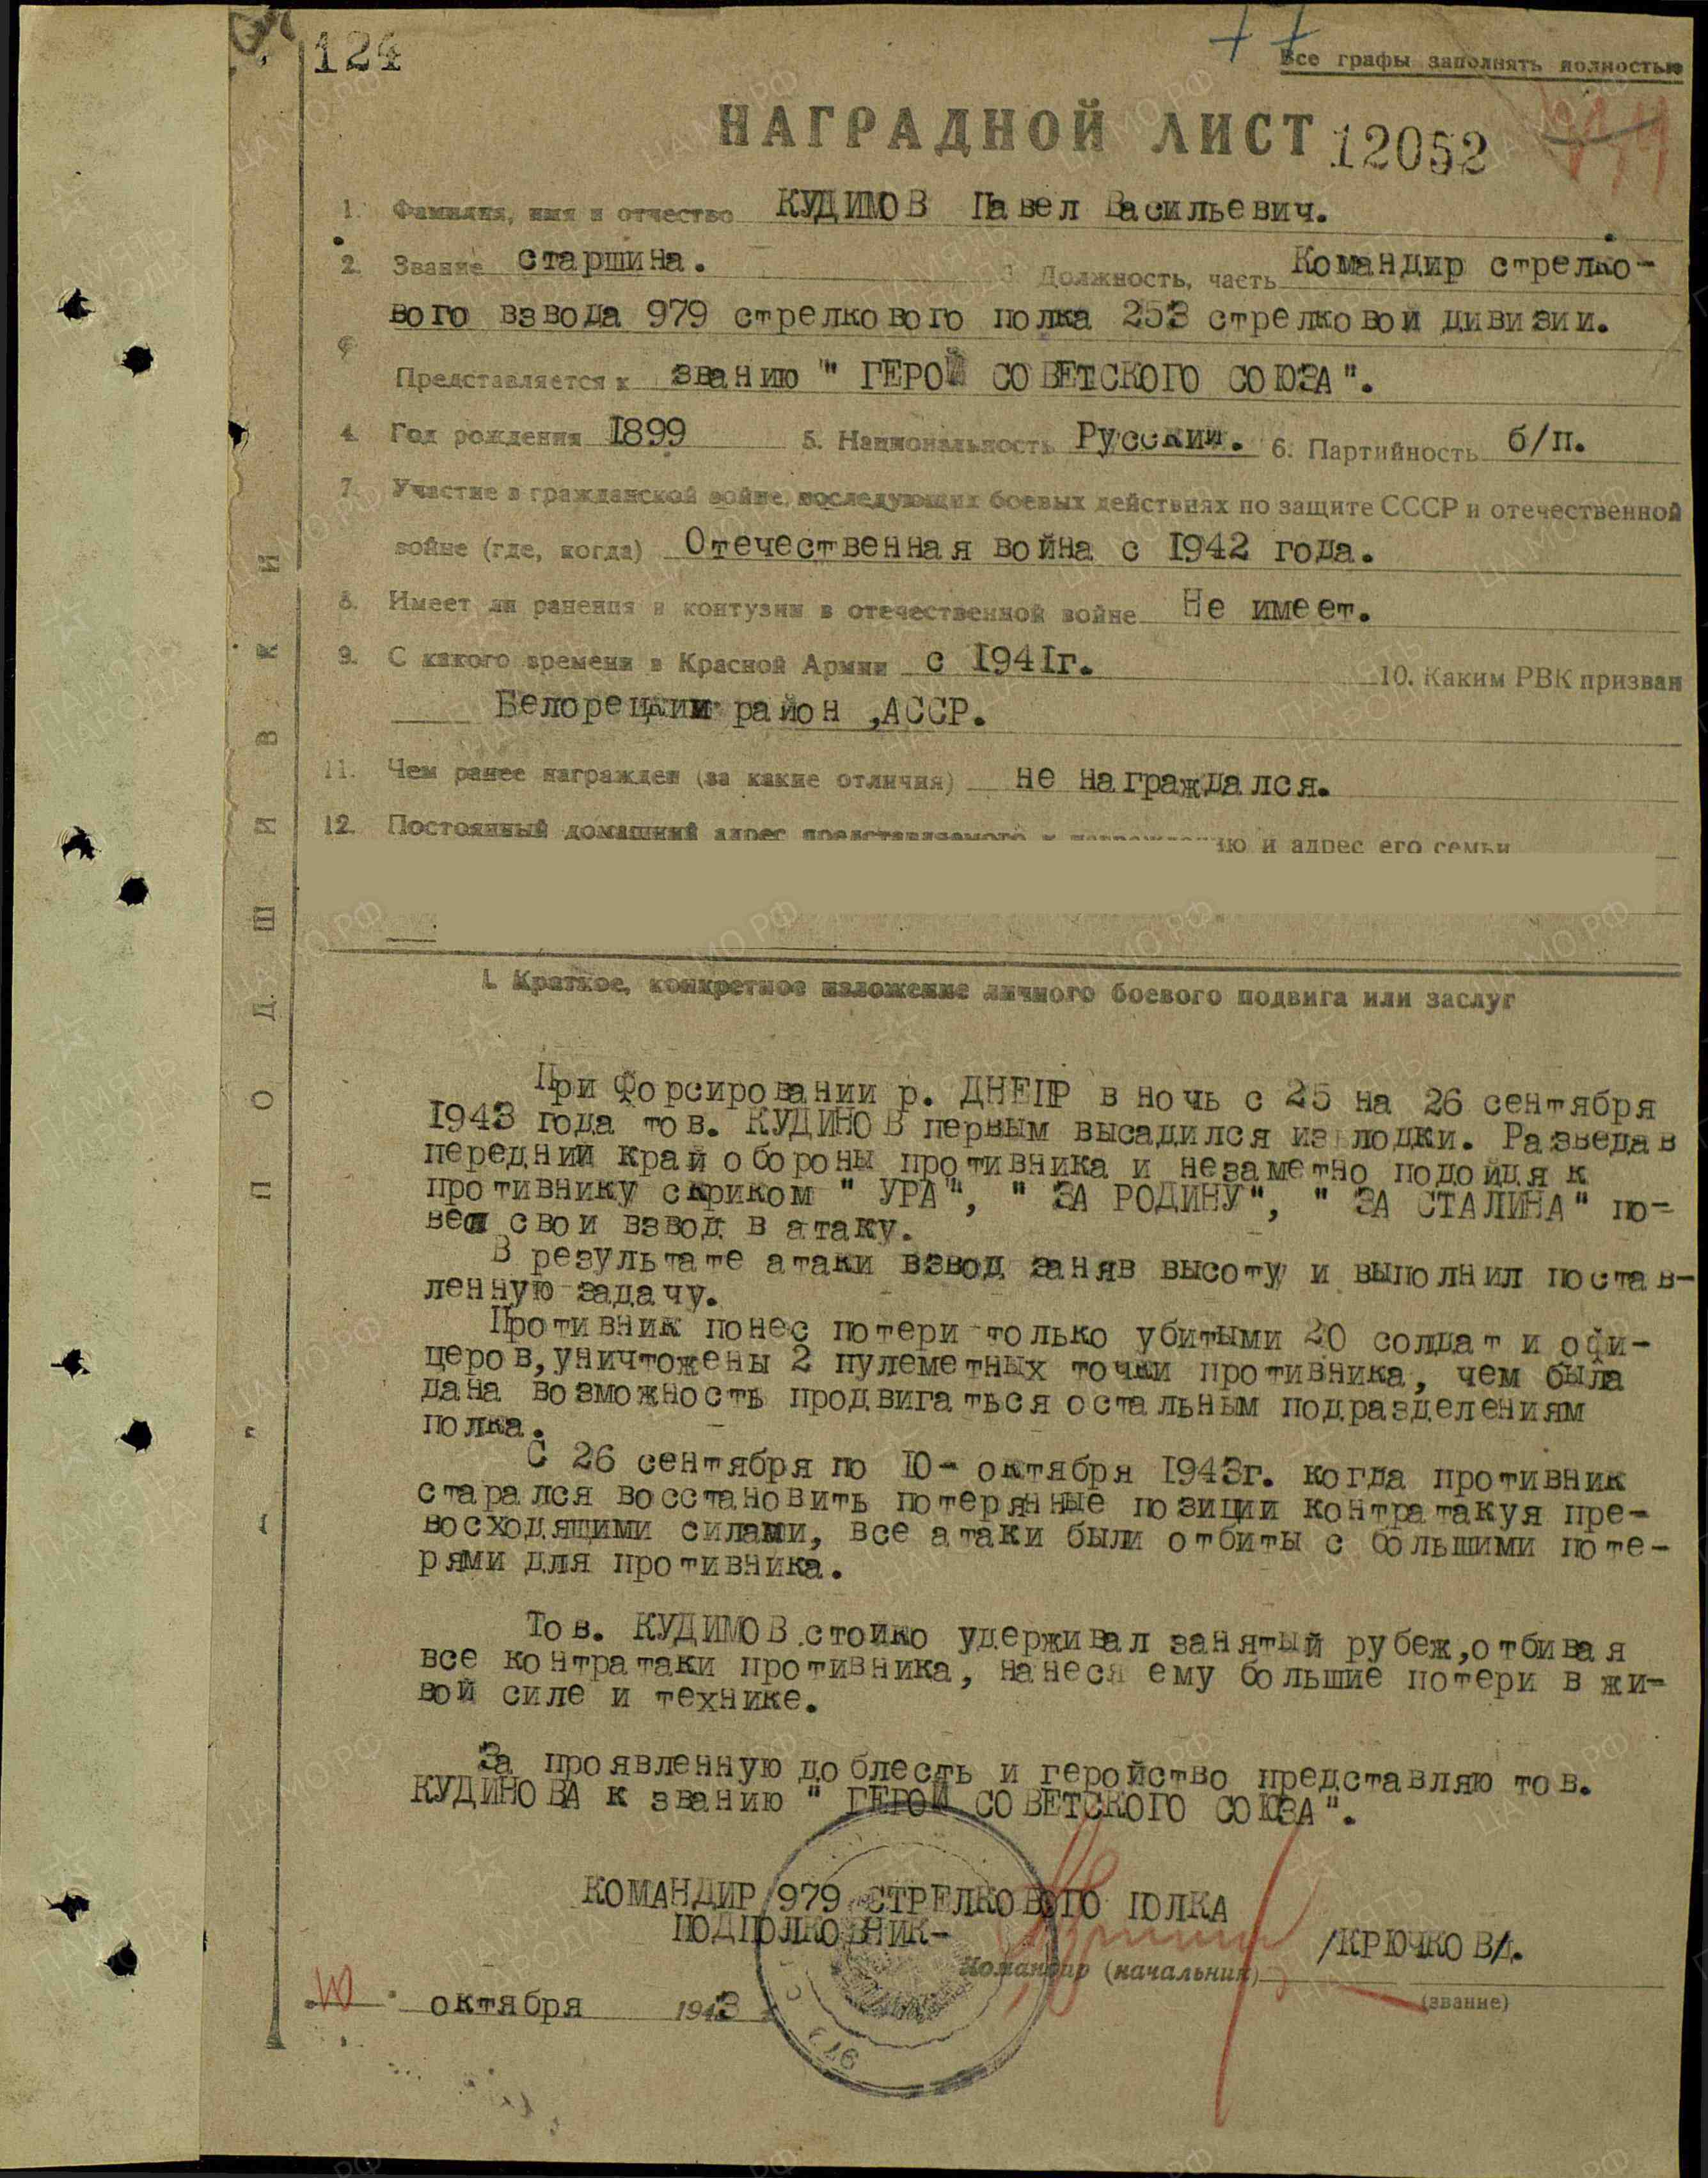 124
Все графы заполнять полностью
НАГРАДНОЙ ЛИСТ 12052
1. Фамилия, имя и отчество КУДИМОВ Павел Васильевич.
2. Звание старшина. 3. Должность, часть Командир стрелко-
вого взвода 979 стрелкового полка 253 стрелковой дивизии.
Представляется к званию " ГЕРОЙ СОВЕТСКОГО СОЮЗА".
4. Год рождения 1899 5. Национальность Русский. 6. Партийность б/п.
7. Участие в гражданской войне, последующих боевых действиях по защите СССР и отечественной
войне (где, когда) Отечественная война с 1942 года.
8. Имеет ли ранения и контузии в отечественной войне Не имеет.
9. С какого времени в Красной Армии с 1941г. 10. Каким РВК призван
Белорецкий район ,АССР.
11. Чем ранее награжден (за какие отличия) не награждался.
12. Постоянный домашний адрес представляемого к награждению и адрес его семьи
1. Краткое, конкретное изложение личного боевого подвига или заслуг
При форсировании р. ДНЕПР в ночь с 25 на 26 сентября
1943 года тов. КУДИНОВ первым высадился из лодки. Разведав
передний край обороны противника и незаметно подойдя к
противнику скриком " УРА", " ЗА РОДИНУ", " ЗА СТАЛИНА" по-
вел свой взвод в атаку.
В результате атаки взвод заняв высоту и выполнил постав-
ленную задачу.
Противник понес потери только убитыми 20 солдат и офи-
церов,уничтожены 2 пулеметных точки противника, чем была
дана возможность продвигаться остальным подразделениям
полка.
С 26 сентября по 10- октября 1943г. когда противник
старался восстановить потерянные позиции контратакуя пре-
восходящими силами, все атаки были отбиты с большими поте-
рями для противника.
Тов. КУДИМОВ стойко удерживал занятый рубеж,отбивая
все контратаки противника, нанеся ему большие потери в жи-
вой силе и технике.
За проявленную доблесть и геройство представляю тов.
КУДИНОВА к званию " ГЕРОЙ СОВЕТСКОГО СОЮЗА".
КОМАНДИР 979 СТРЕЛКОВОГО ПОЛКА
ПОДПОЛКОВНИК- /КРЮЧКОВ/.
Командир (начальник)
(звание)
10 октября 1943 г.
979
ПОДШИВКИ